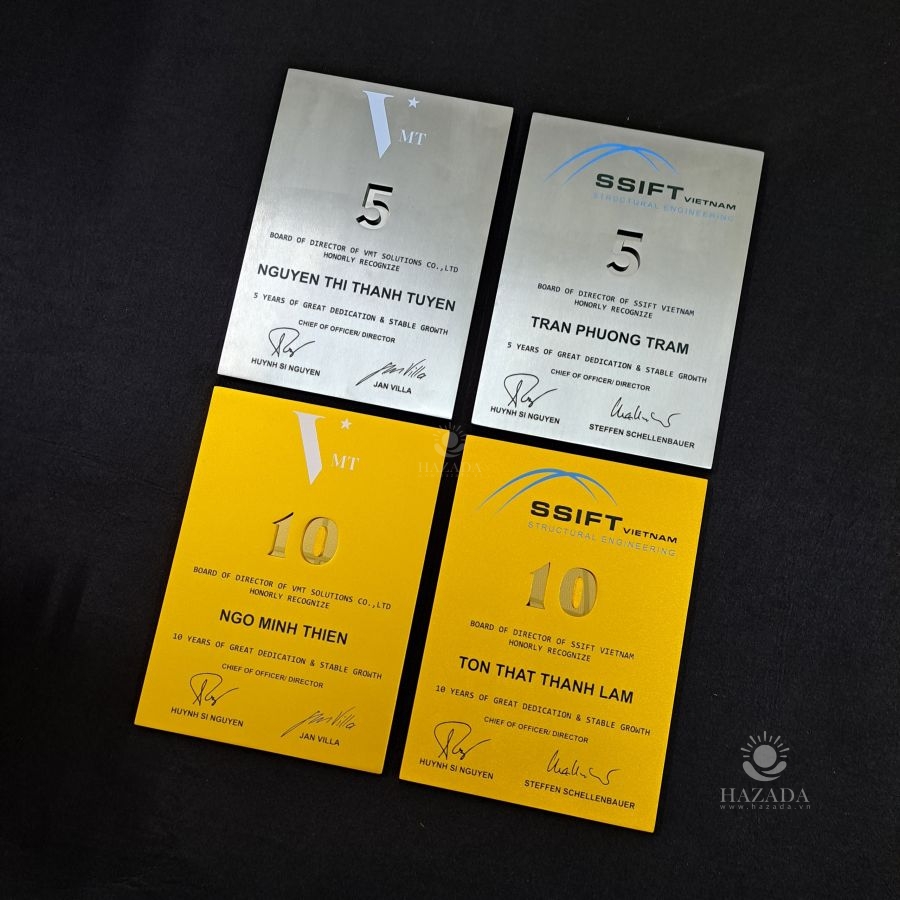 V MT
5
BOARD OF DIRECTOR OF VMT SOLUTIONS CO.,LTD
HONORLY RECOGNIZE
NGUYEN THI THANH TUYEN
5 YEARS OF GREAT DEDICATION & STABLE GROWTH
CHIEF OF OFFICER/ DIRECTOR
HUYNH SI NGUYEN
Jan Villa
JAN VILLA
SSIFT VIETNAM
STRUCTURAL ENGINEERING
5
BOARD OF DIRECTOR OF SSIFT VIETNAM
HONORLY RECOGNIZE
TRAN PHUONG TRAM
5 YEARS OF GREAT DEDICATION & STABLE GROWTH
CHIEF OF OFFICER/ DIRECTOR
HUYNH SI NGUYEN
STEFFEN SCHELLENBAUER
V MT
10
BOARD OF DIRECTOR OF VMT SOLUTIONS CO.,LTD
HONORLY RECOGNIZE
NGO MINH THIEN
10 YEARS OF GREAT DEDICATION & STABLE GROWTH
CHIEF OF OFFICER/ DIRECTOR
HUYNH SI NGUYEN
Jan Villa
JAN VILLA
SSIFT VIETNAM
STRUCTURAL ENGINEERING
10
BOARD OF DIRECTOR OF SSIFT VIETNAM
HONORLY RECOGNIZE
TON THAT THANH LAM
10 YEARS OF GREAT DEDICATION & STABLE GROWTH
CHIEF OF OFFICER/ DIRECTOR
HUYNH SI NGUYEN
STEFFEN SCHELLENBAUER
HAZADA
HAZADA
www.hazada.vn